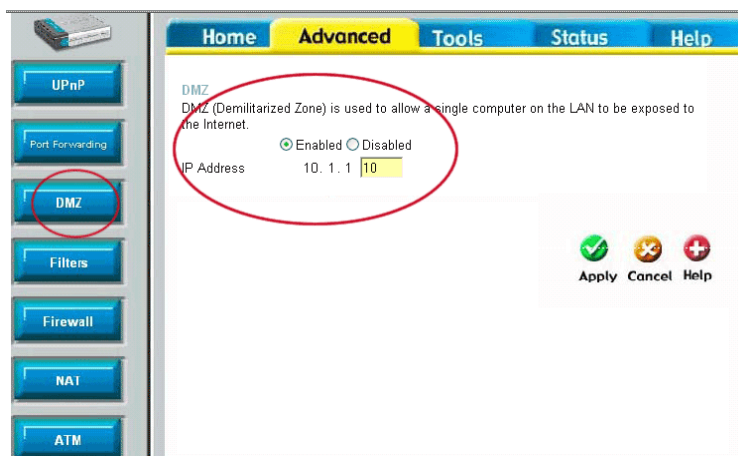 Home Advanced Tools Status Help
UPnP
Port Forwarding
DMZ
Filters
Firewall
NAT
ATM
DMZ
DMZ (Demilitarized Zone) is used to allow a single computer on the LAN to be exposed to
the Internet.
Enabled Disabled
IP Address 10. 1. 1 10
Apply Cancel Help